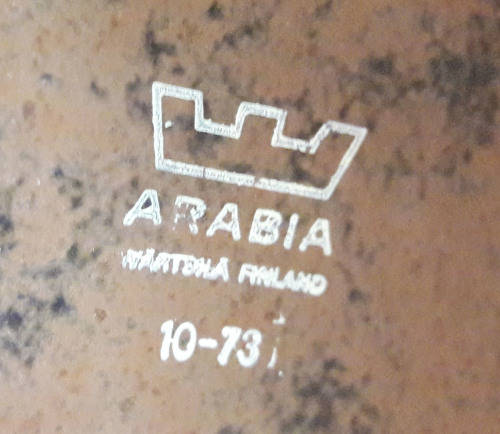 ARABIA
WÄRTSILÄ FINLAND
10-73